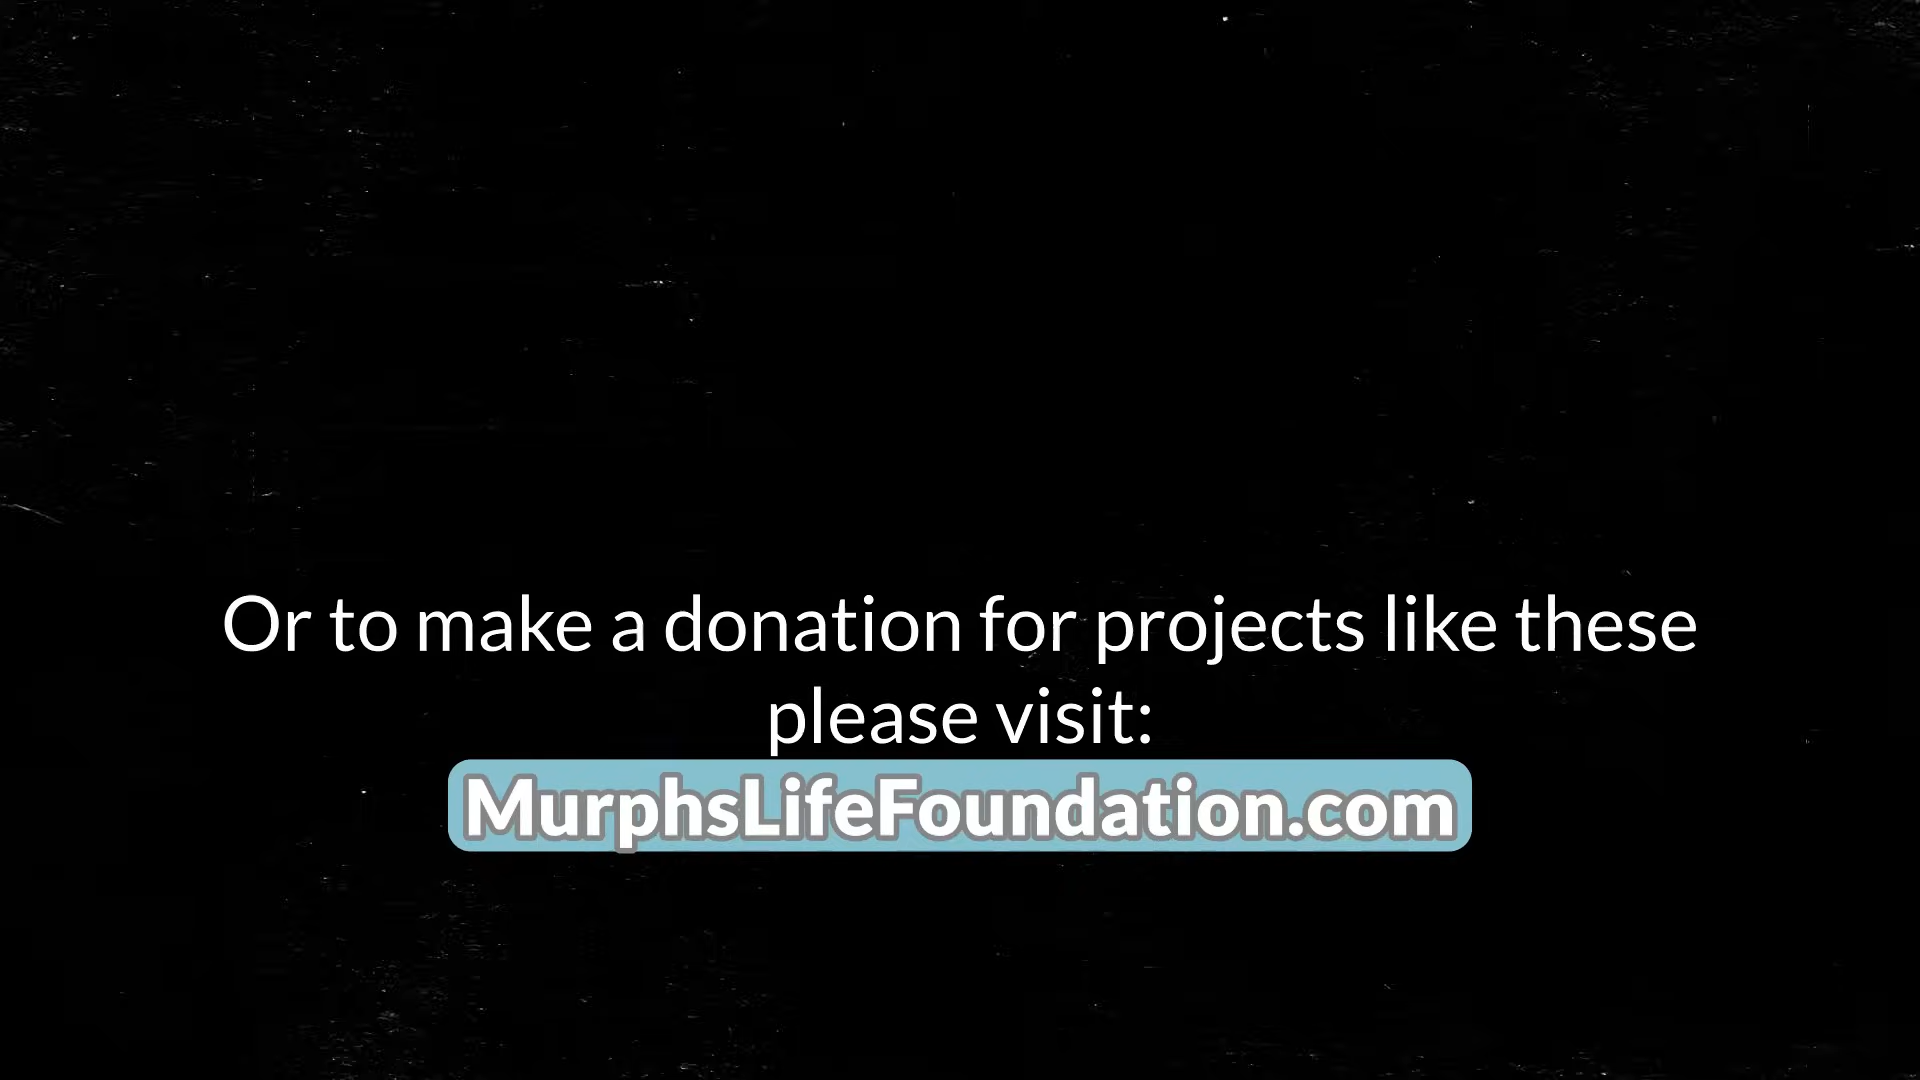 Or to make a donation for projects like these
please visit:
MurphsLifeFoundation.com